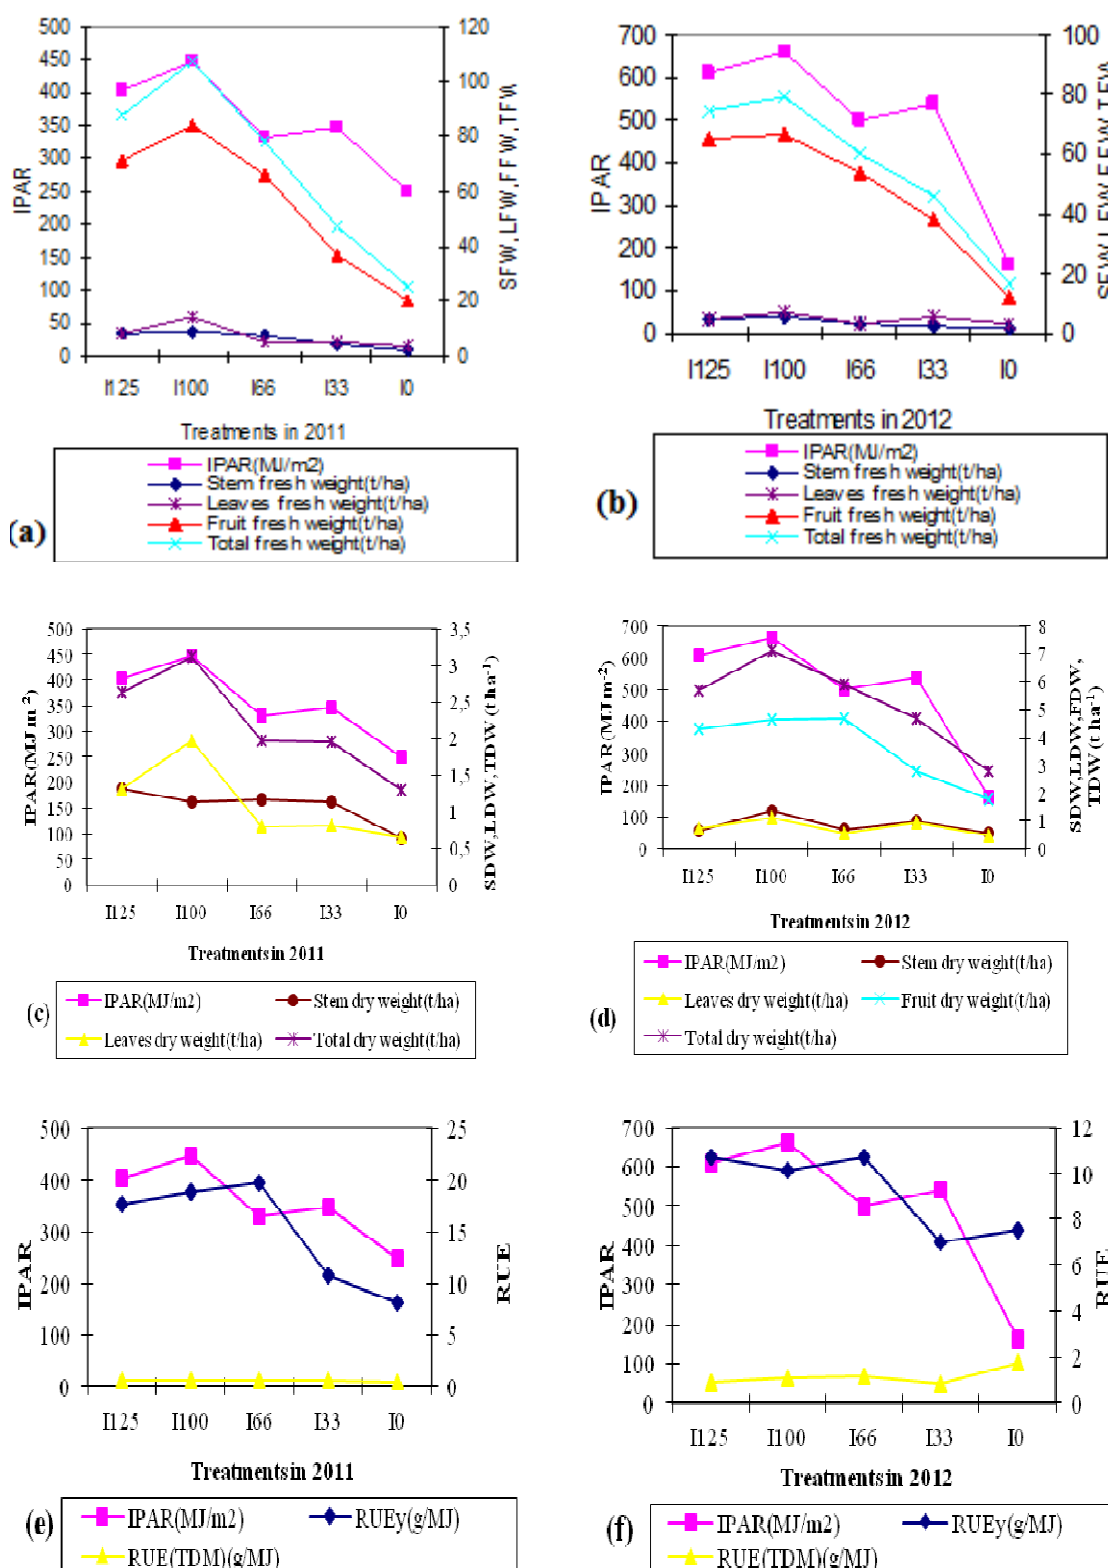 500
450
400
350
300
250
200
150
100
50
0
IPAR
120
100
80
60
40
20
0
SFW,LFW,FFW,TFW
I125 I100 I66 I33 I0
Treatments in 2011
IPAR(MJ/m2)
Stem fresh weight(t/ha)
Leaves fresh weight(t/ha)
Fruit fresh weight(t/ha)
Total fresh weight(t/ha)
(a)
700
600
500
400
300
200
100
0
IPAR
100
80
60
40
20
0
SFW,LFW,FFW,TFW
I125 I100 I66 I33 I0
Treatments in 2012
IPAR(MJ/m2)
Stem fresh weight(t/ha)
Leaves fresh weight(t/ha)
Fruit fresh weight(t/ha)
Total fresh weight(t/ha)
(b)
500
450
400
350
300
250
200
150
100
50
0
IPAR(MJ m-2)
3,5
3
2,5
2
1,5
1
0,5
0
SDW,LDW,TDW (t ha-1)
I125 I100 I66 I33 I0
Treatments in 2011
IPAR(MJ/m2) Stem dry weight(t/ha)
Leaves dry weight(t/ha) Total dry weight(t/ha)
(c)
700
600
500
400
300
200
100
0
IPAR(MJ m-2)
8
7
6
5
4
3
2
1
0
SDW,LDW,FDW,
TDW (t ha-1)
I125 I100 I66 I33 I0
Treatments in 2012
IPAR(MJ/m2) Stem dry weight(t/ha)
Leaves dry weight(t/ha) Fruit dry weight(t/ha)
Total dry weight(t/ha)
(d)
500
400
300
200
100
0
IPAR
25
20
15
10
5
0
RUE
I125 I100 I66 I33 I0
Treatments in 2011
IPAR(MJ/m2) RUEy(g/MJ)
RUE(TDM)(g/MJ)
(e)
700
600
500
400
300
200
100
0
IPAR
12
10
8
6
4
2
0
RUE
I125 I100 I66 I33 I0
Treatments in 2012
IPAR(MJ/m2) RUEy(g/MJ)
RUE(TDM)(g/MJ)
(f)